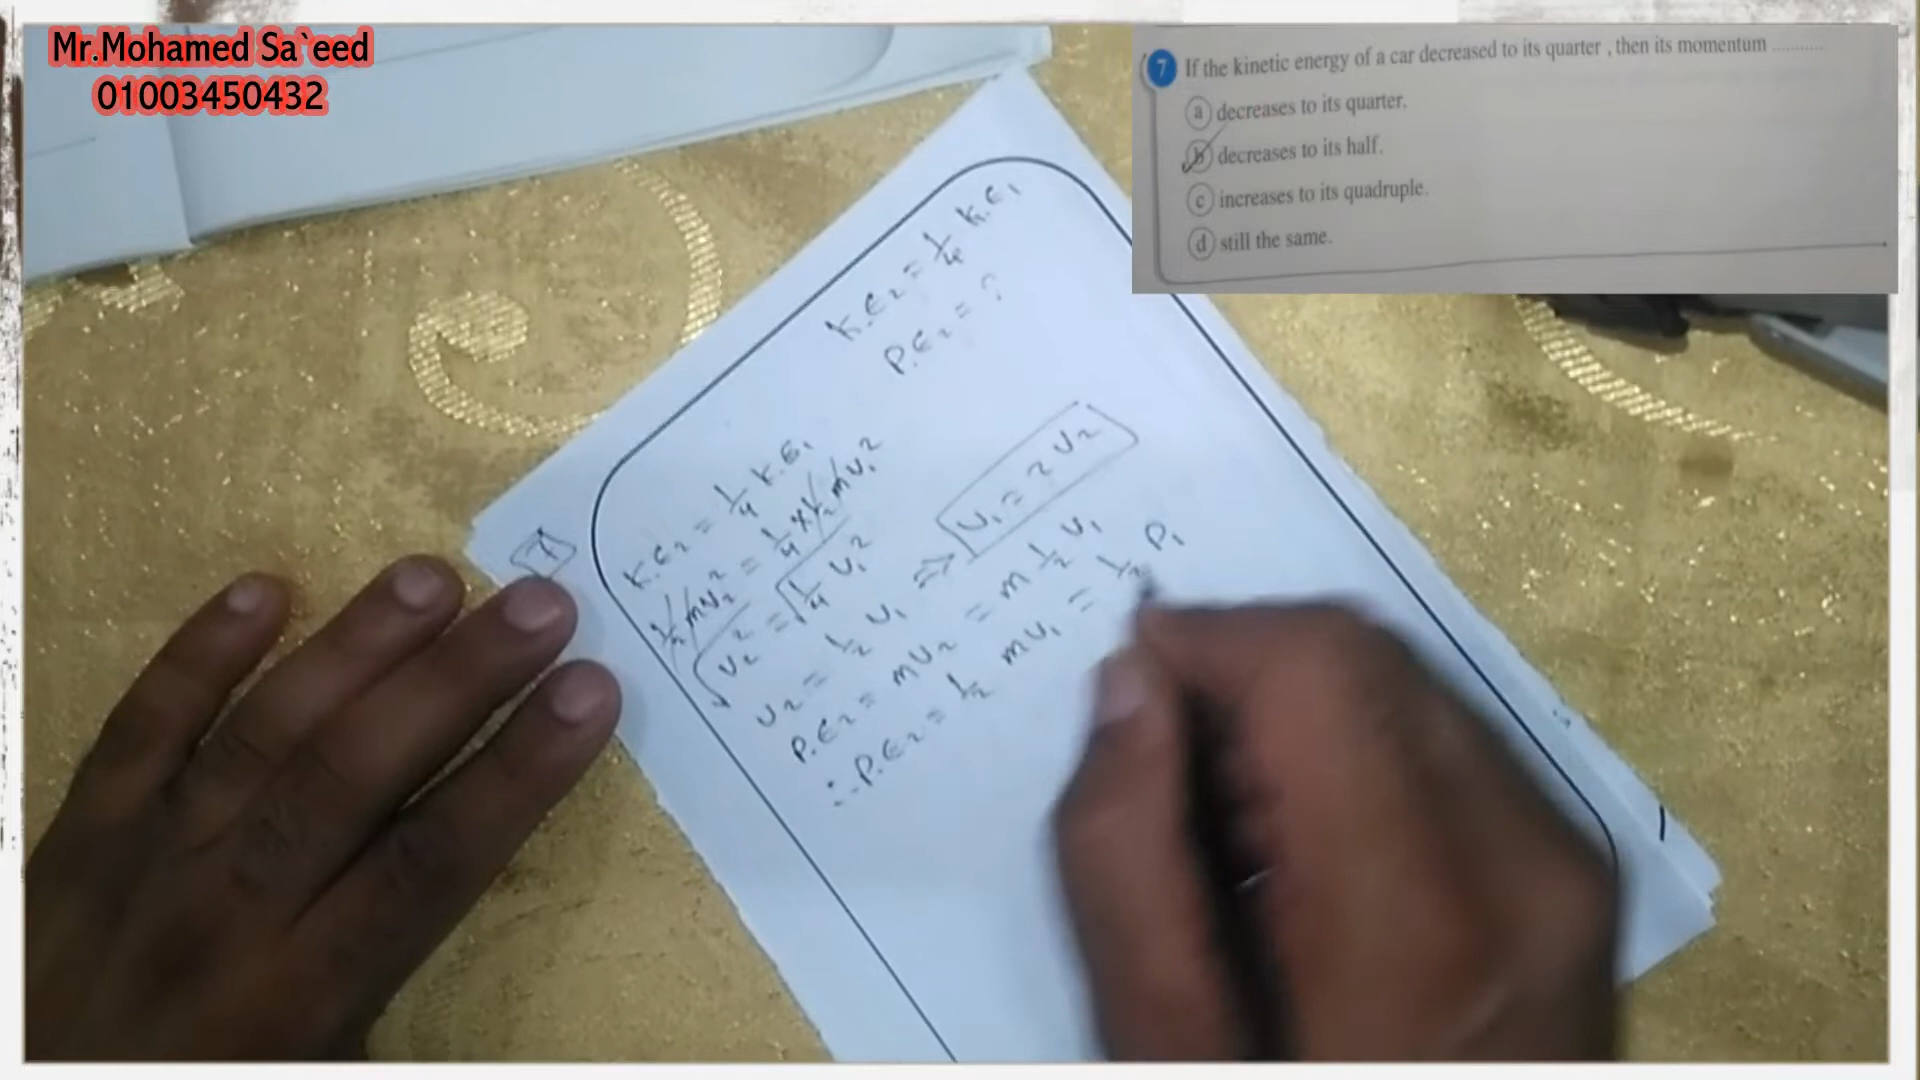 Mr.Mohamed Sa`eed
01003450432
7 If the kinetic energy of a car decreased to its quarter , then its momentum ..........
a decreases to its quarter.
b decreases to its half.
c increases to its quadruple.
d still the same.
K.E₂ = 1/4 K.E₁
P.E₂ = ?
7
K.E₂ = 1/4 K.E₁
1/2 mv₂² = 1/4 × 1/2 mv₁²
√v₂² = √1/4 v₁²
v₂ = 1/2 v₁ ⇒ v₁ = 2 v₂
P.E₂ = mv₂ = m 1/2 v₁
∴ P.E₂ = 1/2 mv₁ = 1/2 P₁